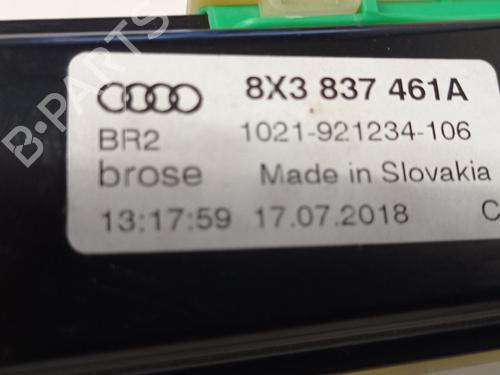 8X3 837 461A
BR2 1021-921234-106
brose Made in Slovakia
13:17:59 17.07.2018 C
B-PARTS